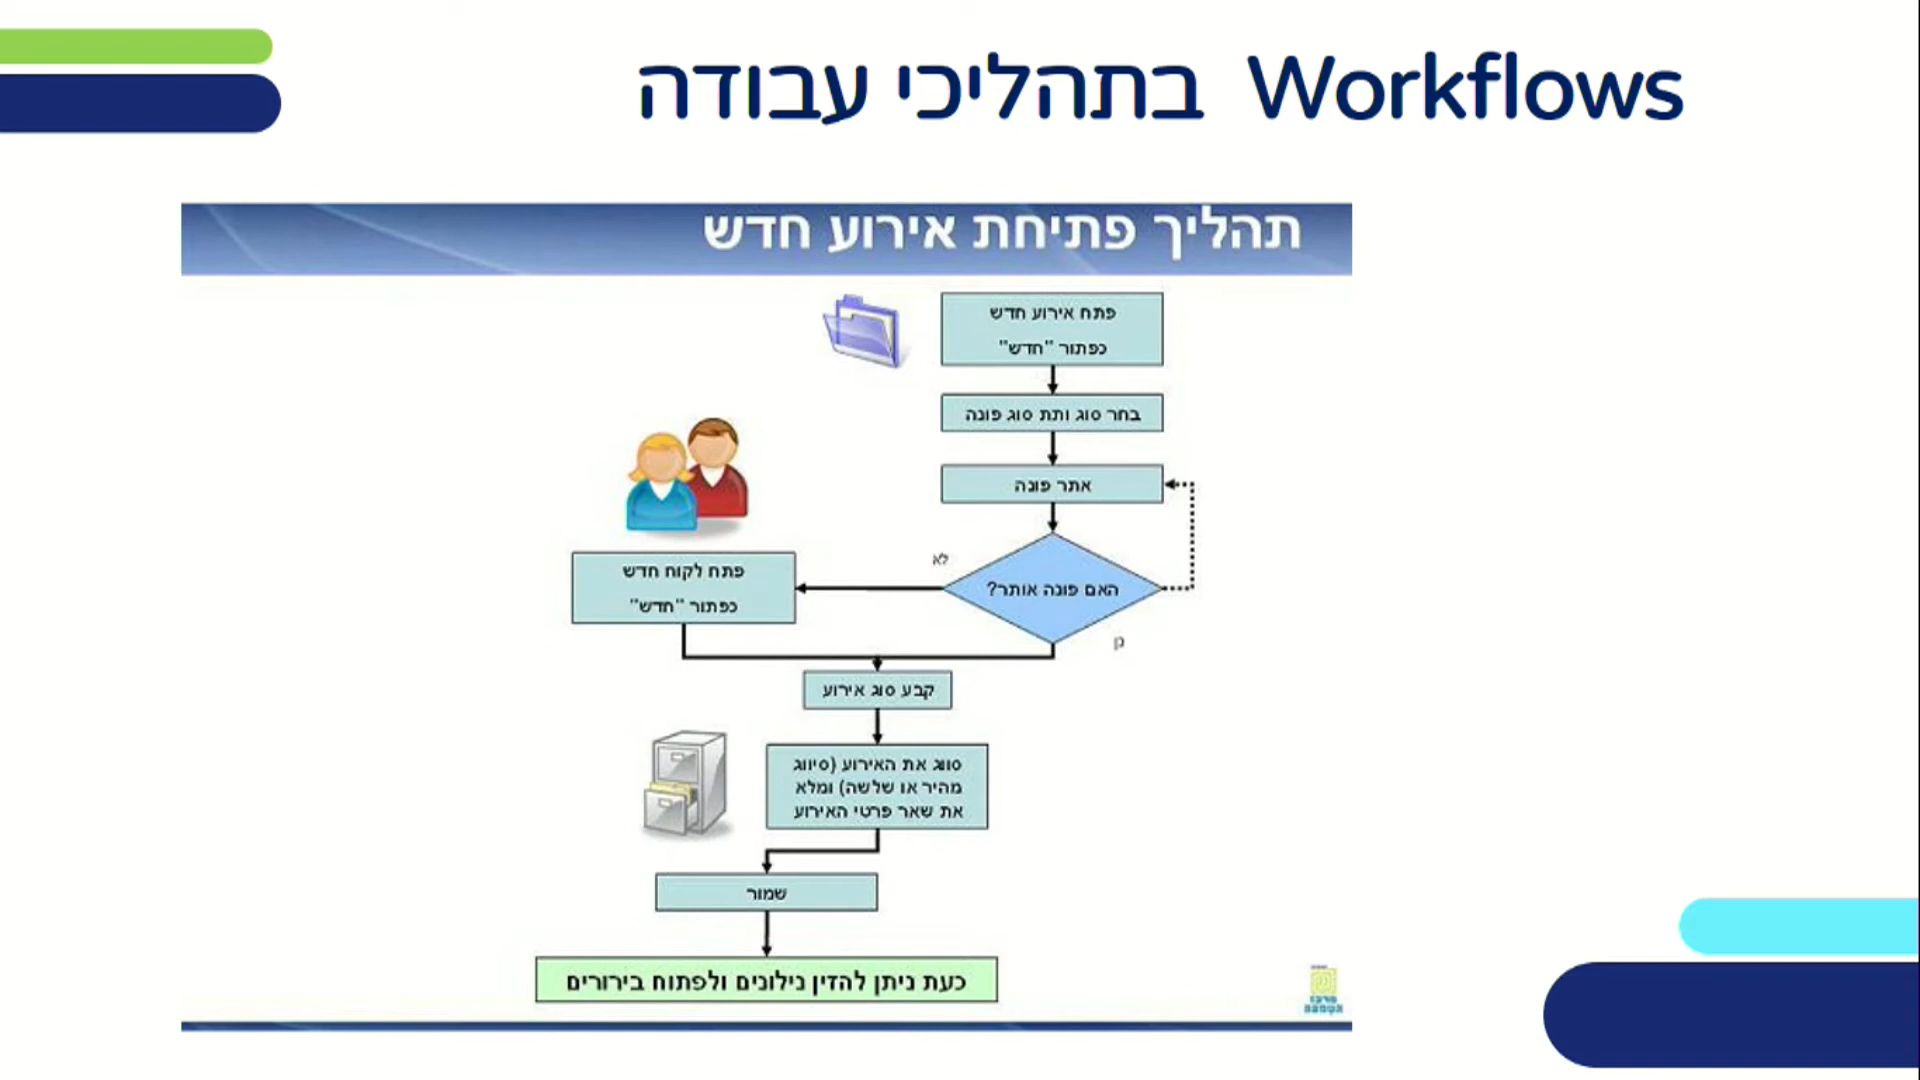 Workflows בתהליכי עבודה
תהליך פתיחת אירוע חדש
פתח אירוע חדש
כפתור "חדש"
בחר סוג ותת סוג פונה
אתר פונה
האם פונה אותר?
לא
כן
פתח לקוח חדש
כפתור "חדש"
קבע סוג אירוע
סווג את האירוע (סיווג
מהיר או שלשה) ומלא
את שאר פרטי האירוע
שמור
כעת ניתן להזין נילונים ולפתוח בירורים